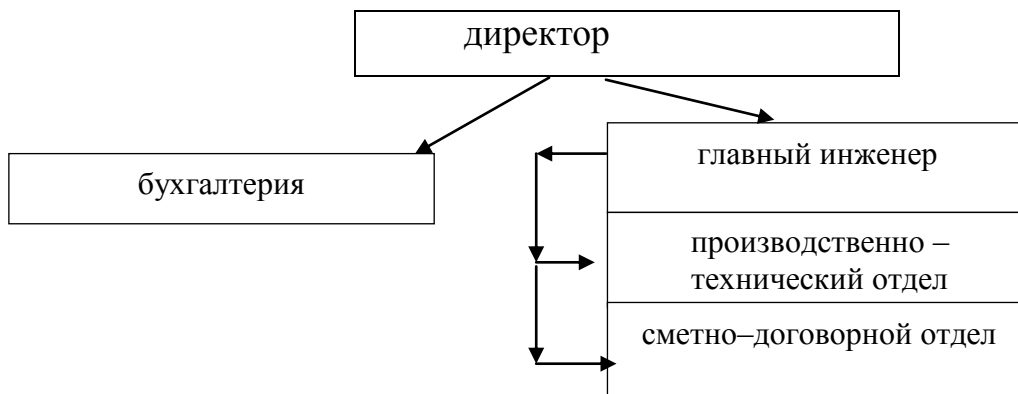 директор
бухгалтерия
главный инженер
производственно –
технический отдел
сметно–договорной отдел